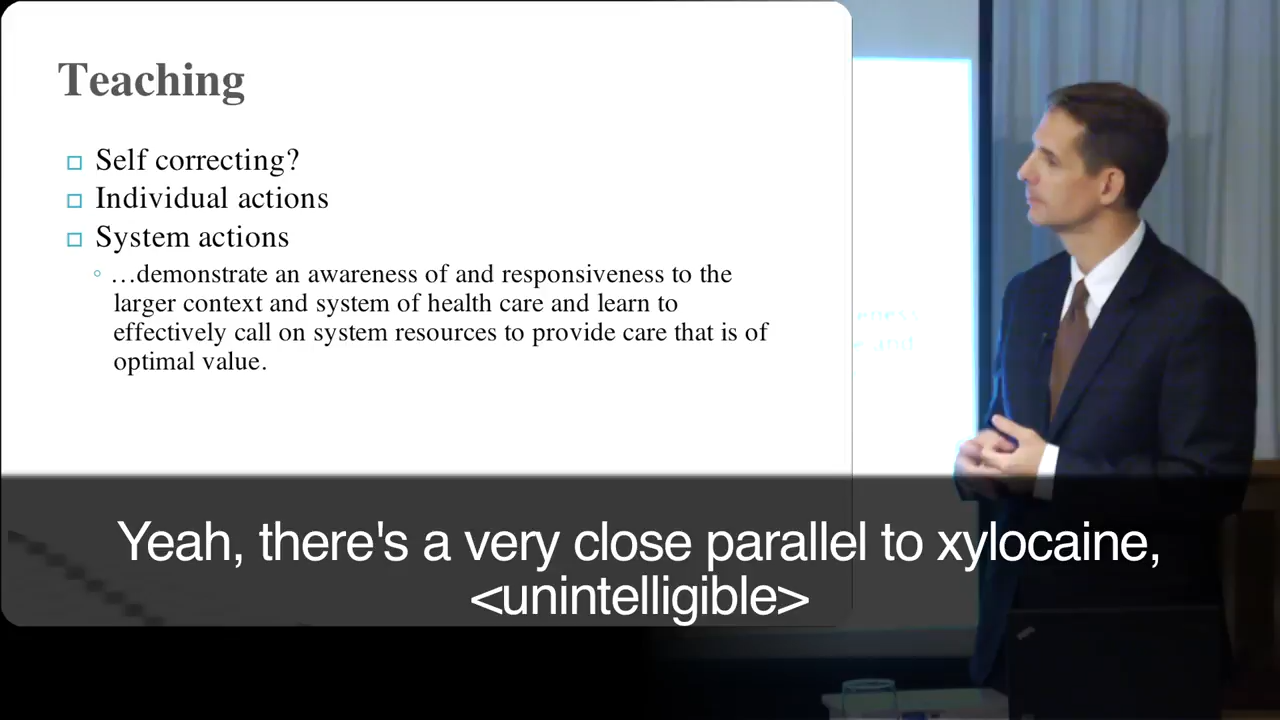 Teaching
Self correcting?
Individual actions
System actions
…demonstrate an awareness of and responsiveness to the
larger context and system of health care and learn to
effectively call on system resources to provide care that is of
optimal value.
eness
e and
Yeah, there's a very close parallel to xylocaine,
<unintelligible>